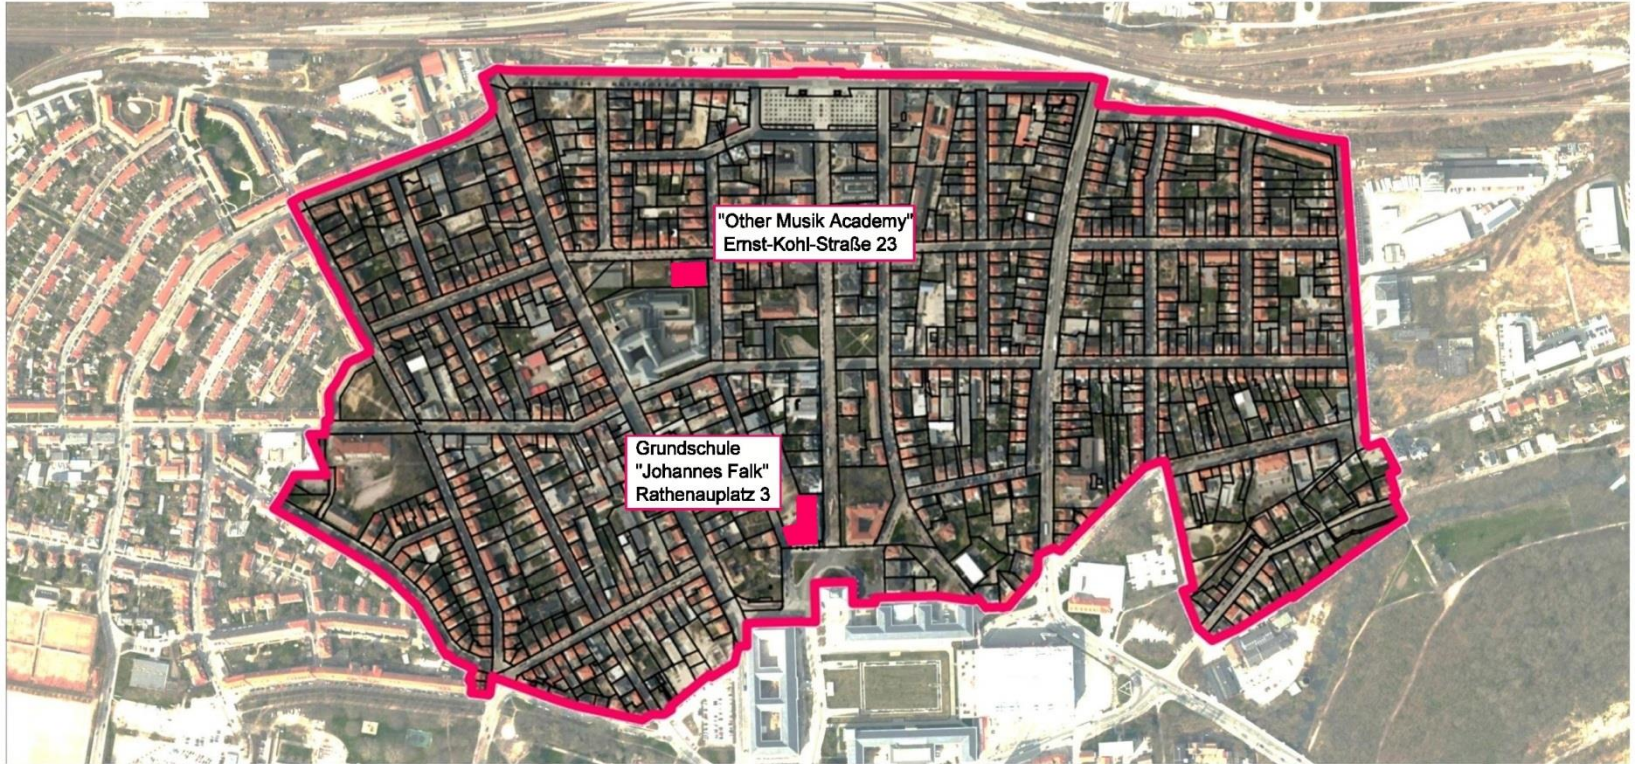 "Other Musik Academy"
Ernst-Kohl-Straße 23
Grundschule
"Johannes Falk"
Rathenauplatz 3